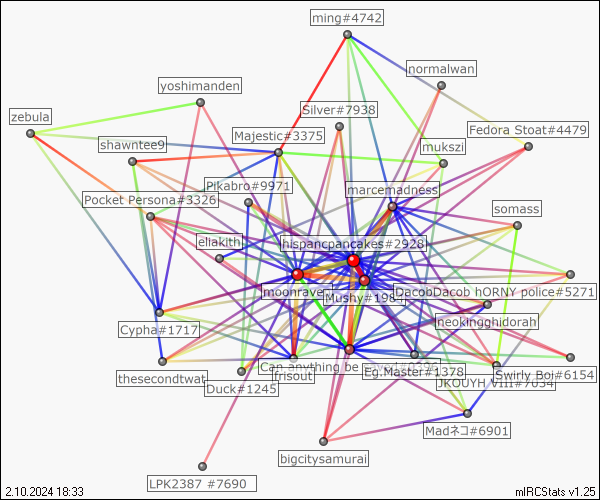 ming#4742
normalwan
yoshimanden
Silver#7938
zebula
Fedora Stoat#4479
Majestic#3375
shawntee9
mukszi
Pikabro#9971
marcemadness
Pocket Persona#3326
somass
eliakith
hispancpancakes#2928
moonrave
Mushy#198
DacobDacob hORNY police#5271
neokingghidorah
Cypha#1717
Can anything be
Eg.Master#1378
Swirly Boi#6154
thesecondtwat
frisout
JKOUYH VIII#7034
Duck#1245
Madネコ#6901
bigcitysamurai
LPK2387 #7690
2.10.2024 18:33
mIRCStats v1.25